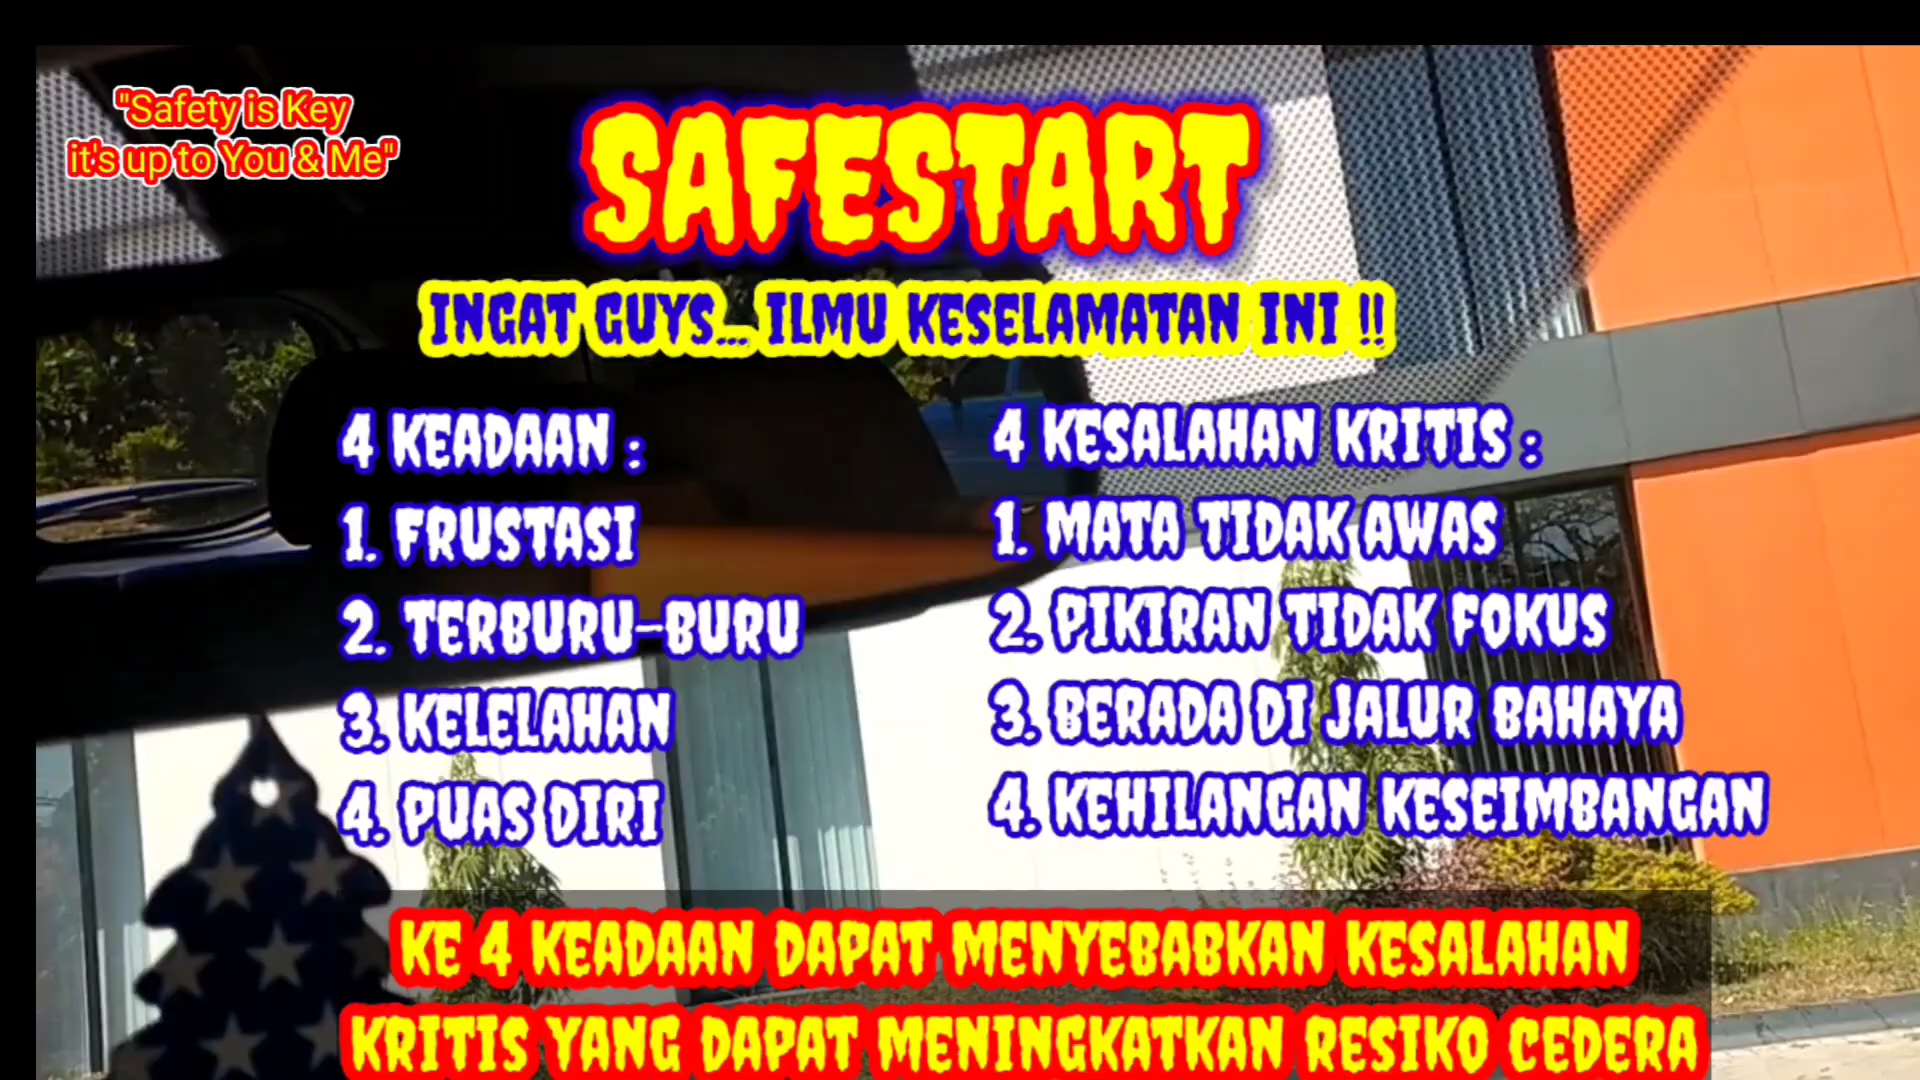 "Safety is Key
it's up to You & Me"
SAFESTART
INGAT GUYS... ILMU KESELAMATAN INI !!
4 KEADAAN :
1. FRUSTASI
2. TERBURU-BURU
3. KELELAHAN
4. PUAS DIRI
4 KESALAHAN KRITIS :
1. MATA TIDAK AWAS
2. PIKIRAN TIDAK FOKUS
3. BERADA DI JALUR BAHAYA
4. KEHILANGAN KESEIMBANGAN
KE 4 KEADAAN DAPAT MENYEBABKAN KESALAHAN
KRITIS YANG DAPAT MENINGKATKAN RESIKO CEDERA